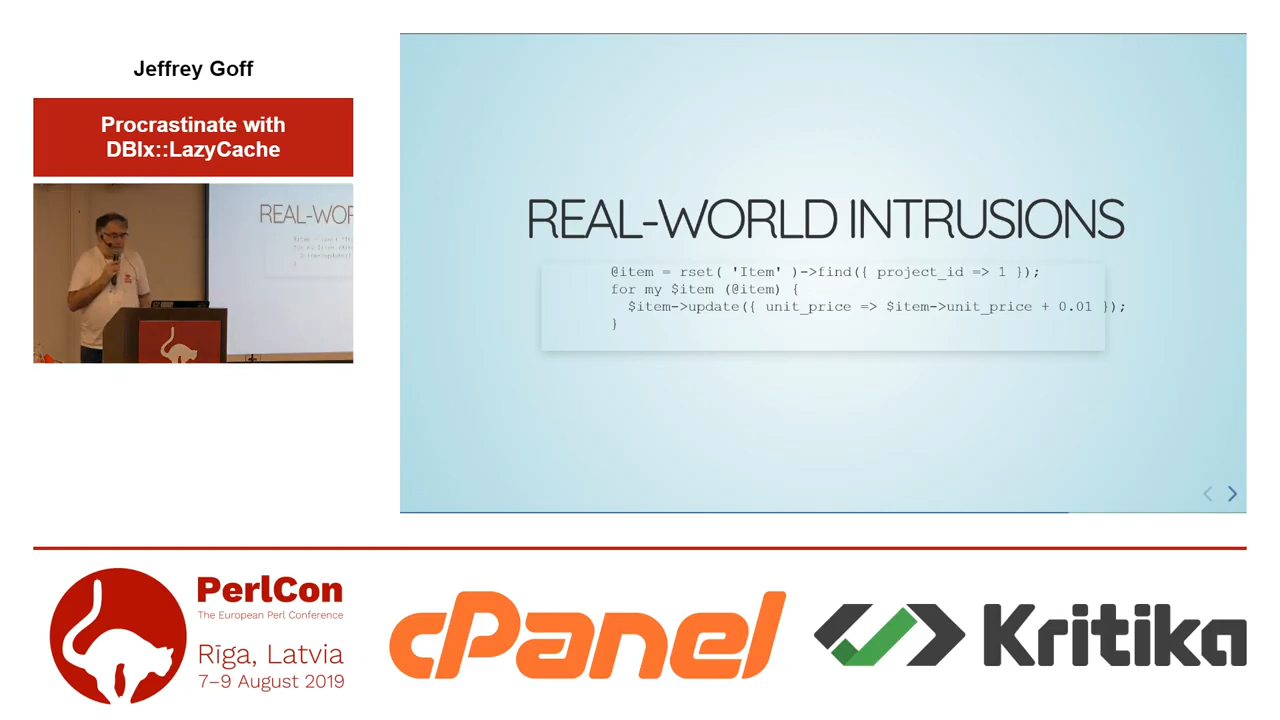 Jeffrey Goff
Procrastinate with
DBIx::LazyCache
REAL-WOR
REAL-WORLD INTRUSIONS
@item = rset( 'Item' )->find({ project_id => 1 });
for my $item (@item) {
$item->update({ unit_price => $item->unit_price + 0.01 });
}
PerlCon
The European Perl Conference
Rīga, Latvia
7–9 August 2019
cPanel
Kritika